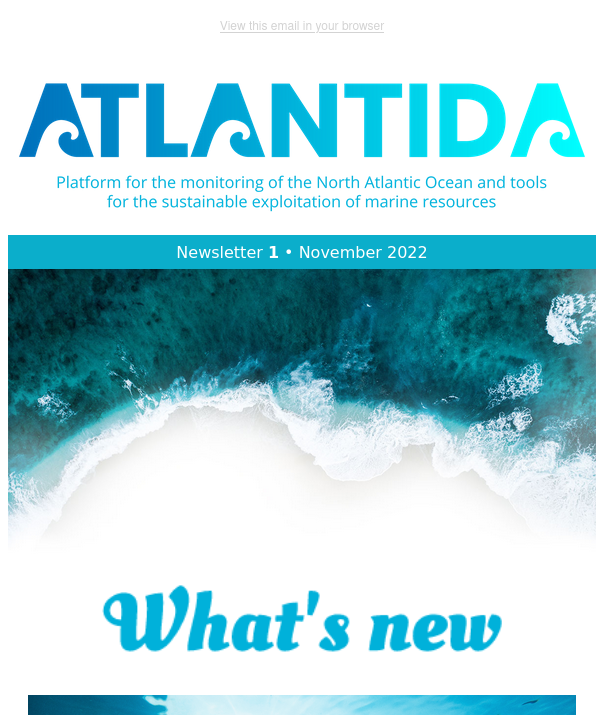 View this email in your browser
ATLANTIDA
Platform for the monitoring of the North Atlantic Ocean and tools
for the sustainable exploitation of marine resources
Newsletter 1 • November 2022
What's new